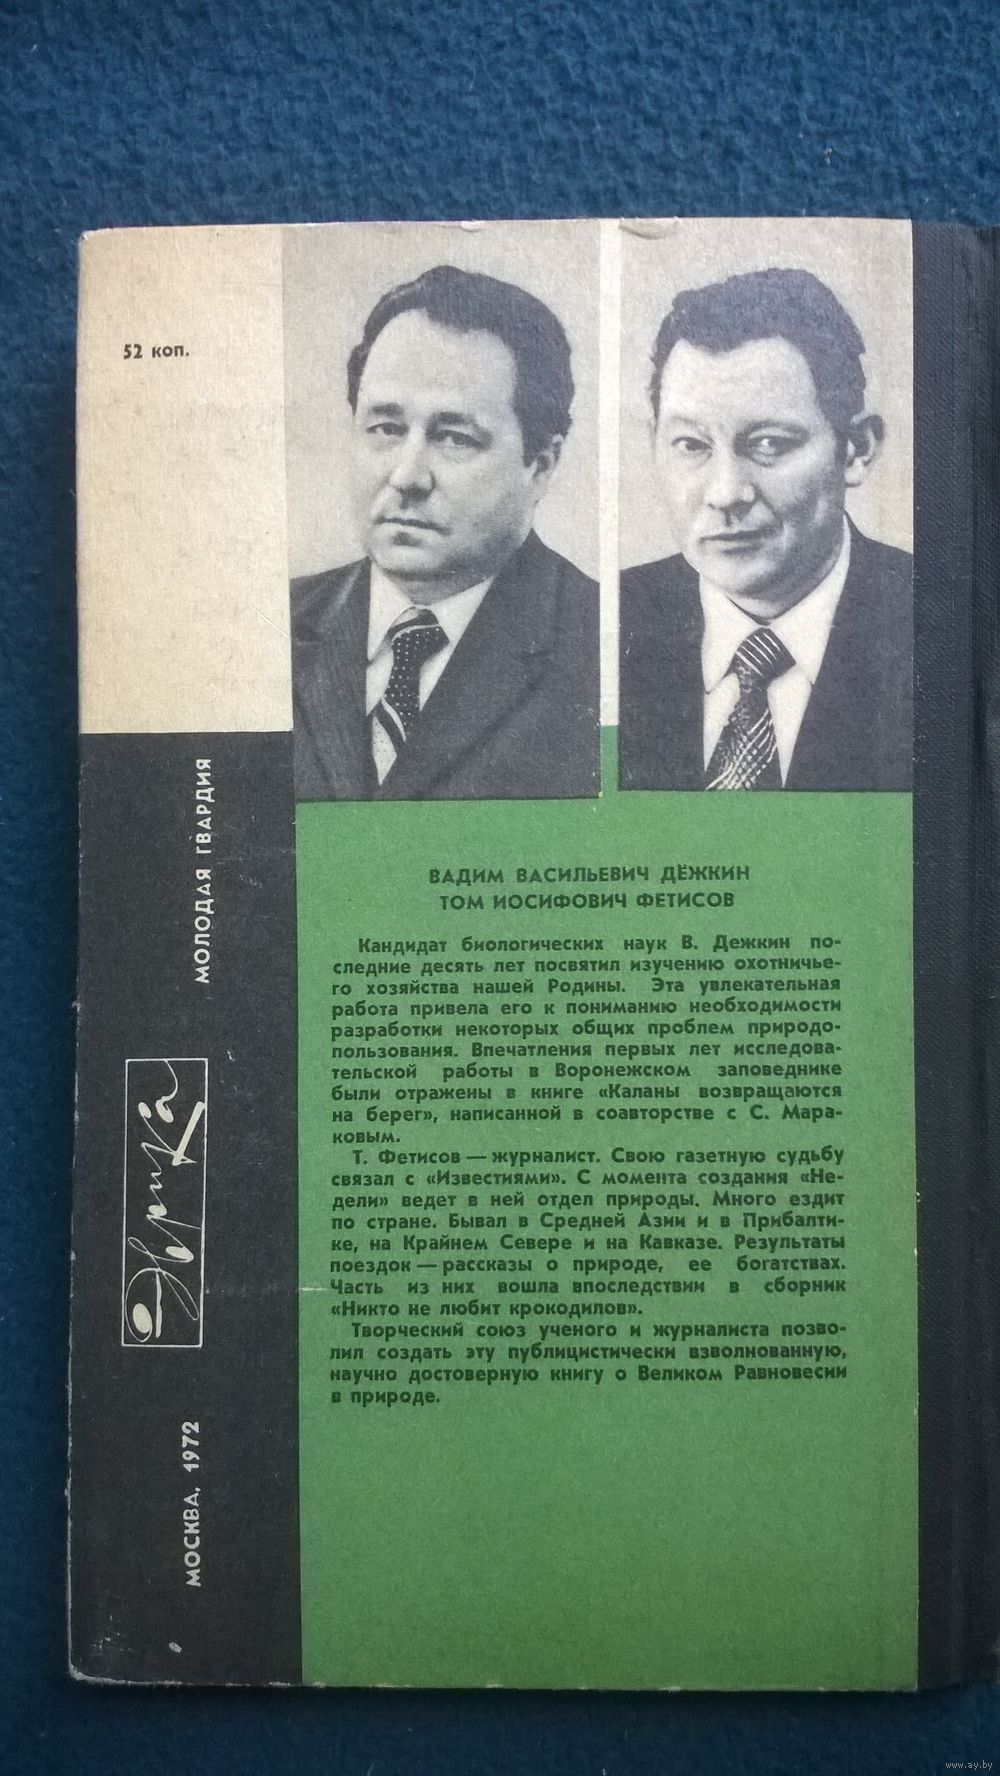 52 коп.
ВАДИМ ВАСИЛЬЕВИЧ ДЁЖКИН
ТОМ ИОСИФОВИЧ ФЕТИСОВ
Кандидат биологических наук В. Дежкин по-
следние десять лет посвятил изучению охотничье-
го хозяйства нашей Родины. Эта увлекательная
работа привела его к пониманию необходимости
разработки некоторых общих проблем природо-
пользования. Впечатления первых лет исследова-
тельской работы в Воронежском заповеднике
были отражены в книге «Каланы возвращаются
на берег», написанной в соавторстве с С. Мара-
ковым.
Т. Фетисов — журналист. Свою газетную судьбу
связал с «Известиями». С момента создания «Не-
дели» ведет в ней отдел природы. Много ездит
по стране. Бывал в Средней Азии и в Прибалти-
ке, на Крайнем Севере и на Кавказе. Результаты
поездок — рассказы о природе, ее богатствах.
Часть из них вошла впоследствии в сборник
«Никто не любит крокодилов».
Творческий союз ученого и журналиста позво-
лил создать эту публицистически взволнованную,
научно достоверную книгу о Великом Равновесии
в природе.
МОСКВА, 1972
Эврика
МОЛОДАЯ ГВАРДИЯ
www.ay.by